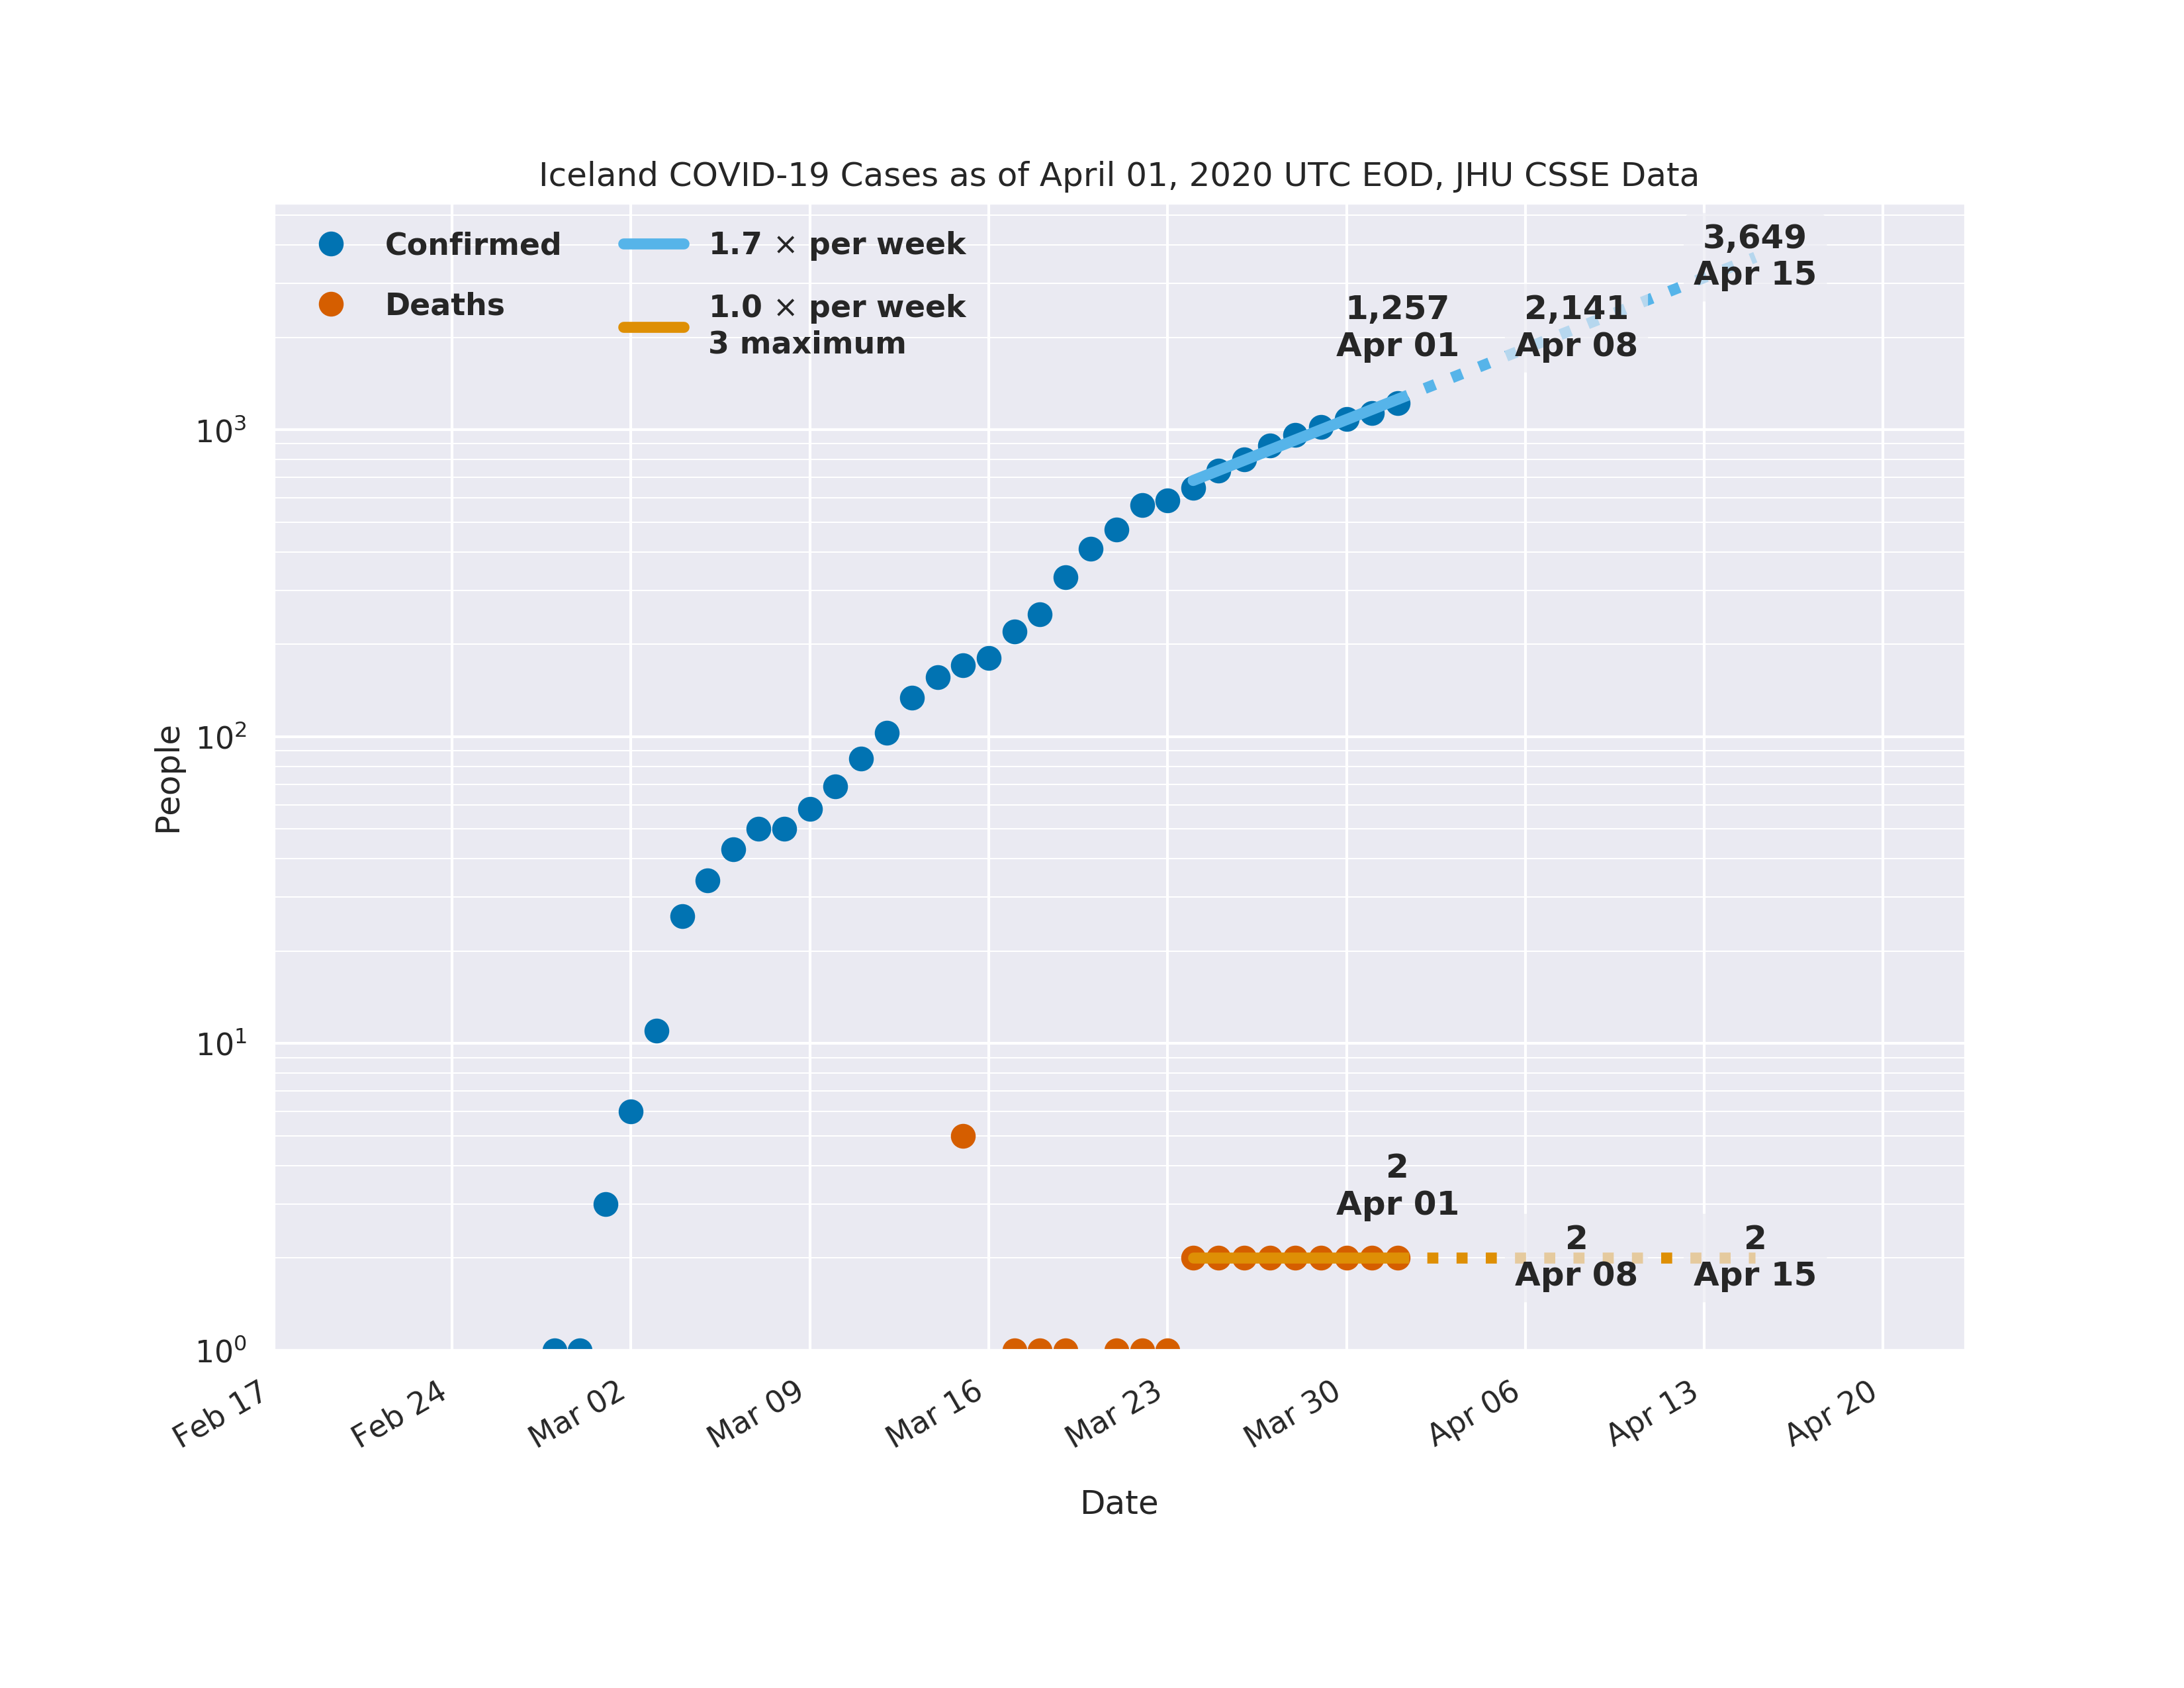 Iceland COVID-19 Cases as of April 01, 2020 UTC EOD, JHU CSSE Data
Confirmed
Deaths
1.7 × per week
1.0 × per week
3 maximum
3,649
Apr 15
1,257
Apr 01
2,141
Apr 08
2
Apr 01
2
Apr 08
2
Apr 15
People
10³
10²
10¹
10⁰
Feb 17
Feb 24
Mar 02
Mar 09
Mar 16
Mar 23
Mar 30
Apr 06
Apr 13
Apr 20
Date